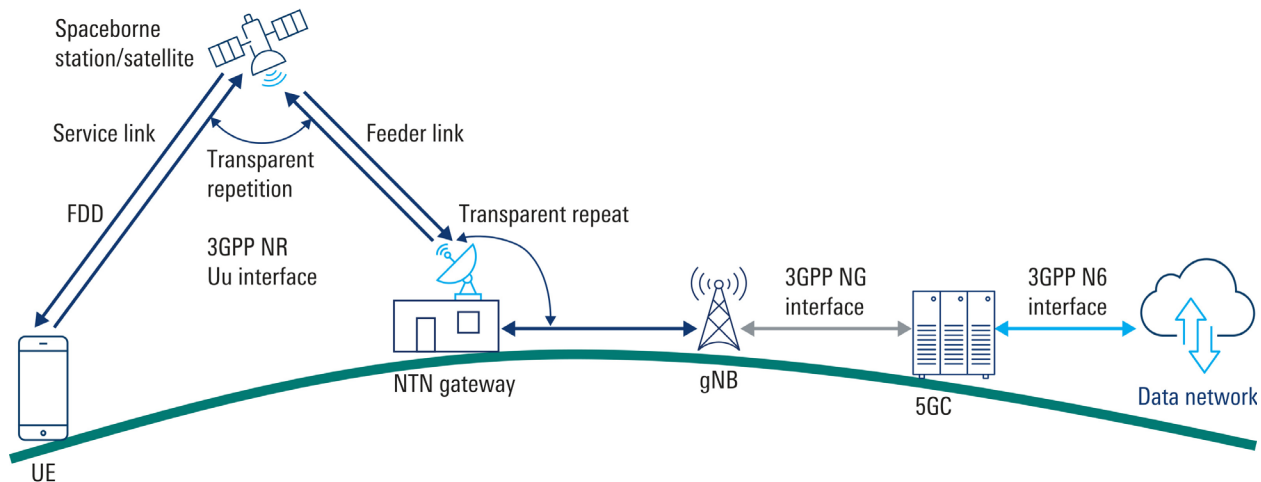 Spaceborne
station/satellite
Service link
Feeder link
Transparent
repetition
FDD
Transparent repeat
3GPP NR
Uu interface
3GPP NG
interface
3GPP N6
interface
NTN gateway
gNB
5GC
Data network
UE